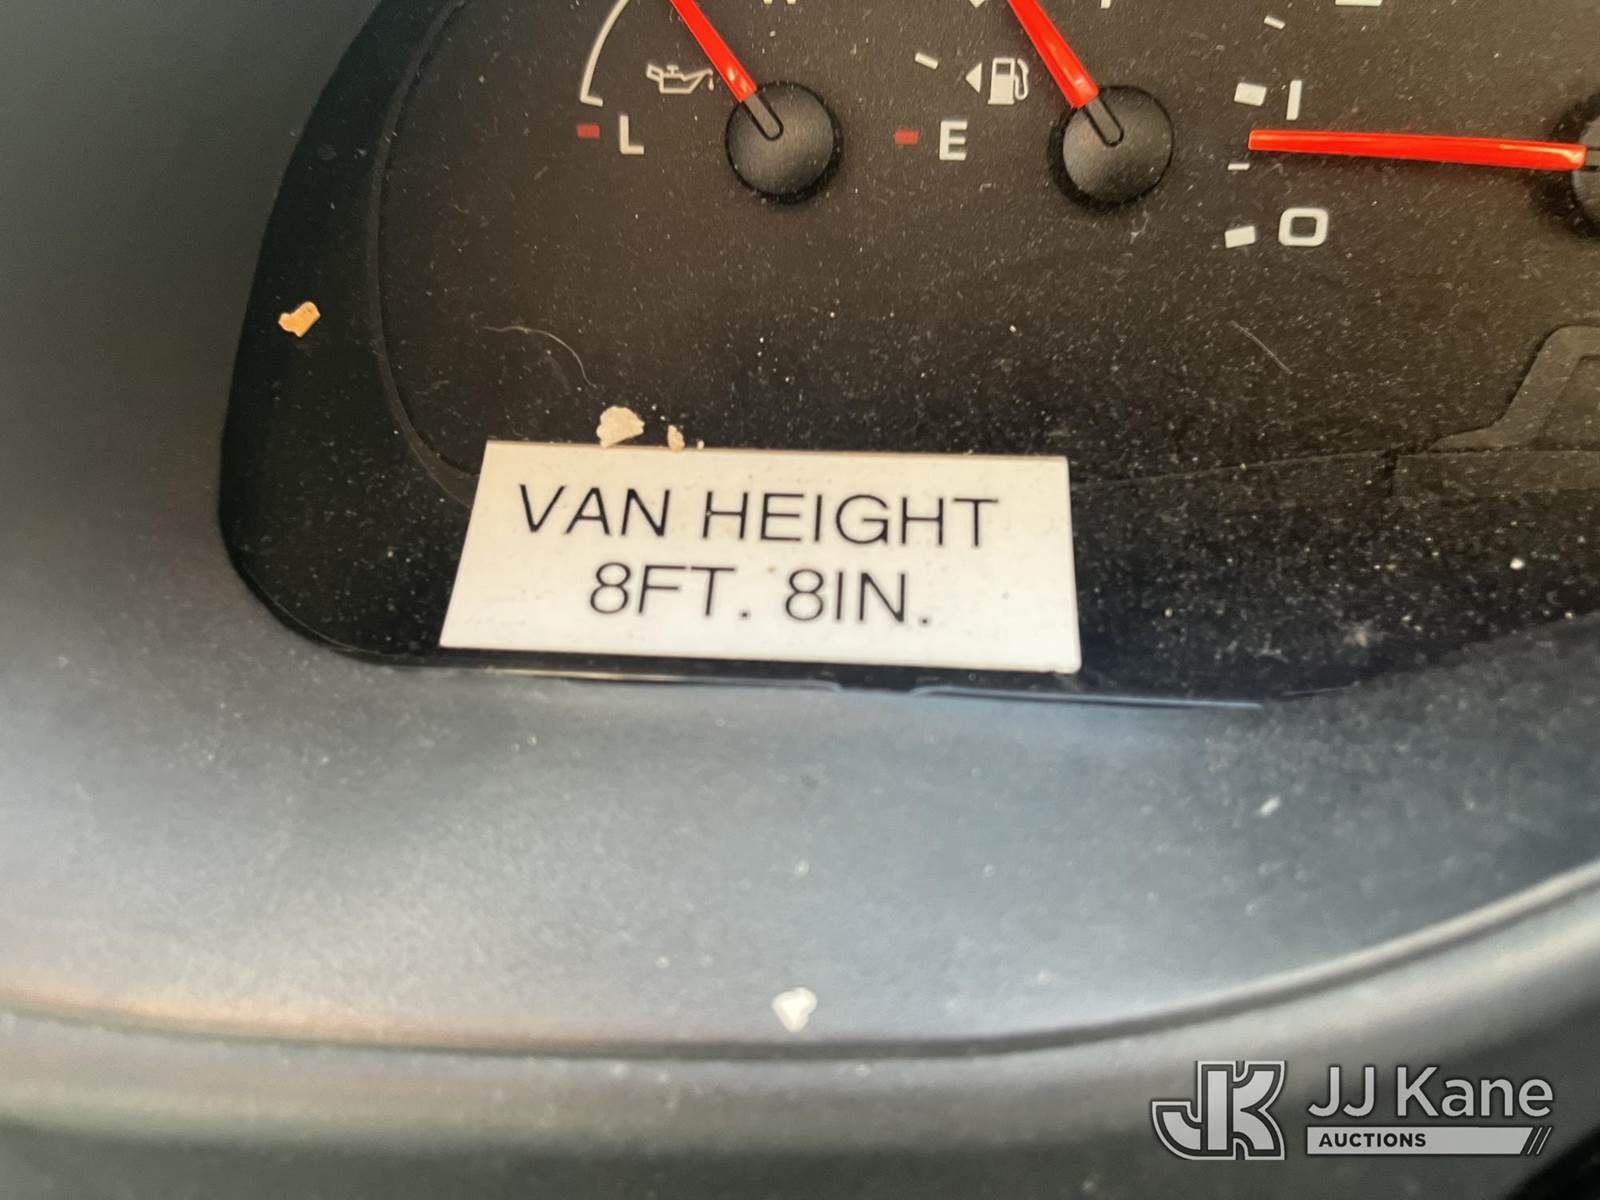 L
E
1
0
VAN HEIGHT
8FT. 8IN.
JJ Kane
AUCTIONS